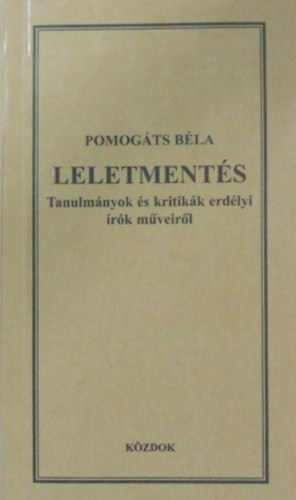 POMOGÁTS BÉLA
LELETMENTÉS
Tanulmányok és kritikák erdélyi
írók műveiről
KÖZDOK